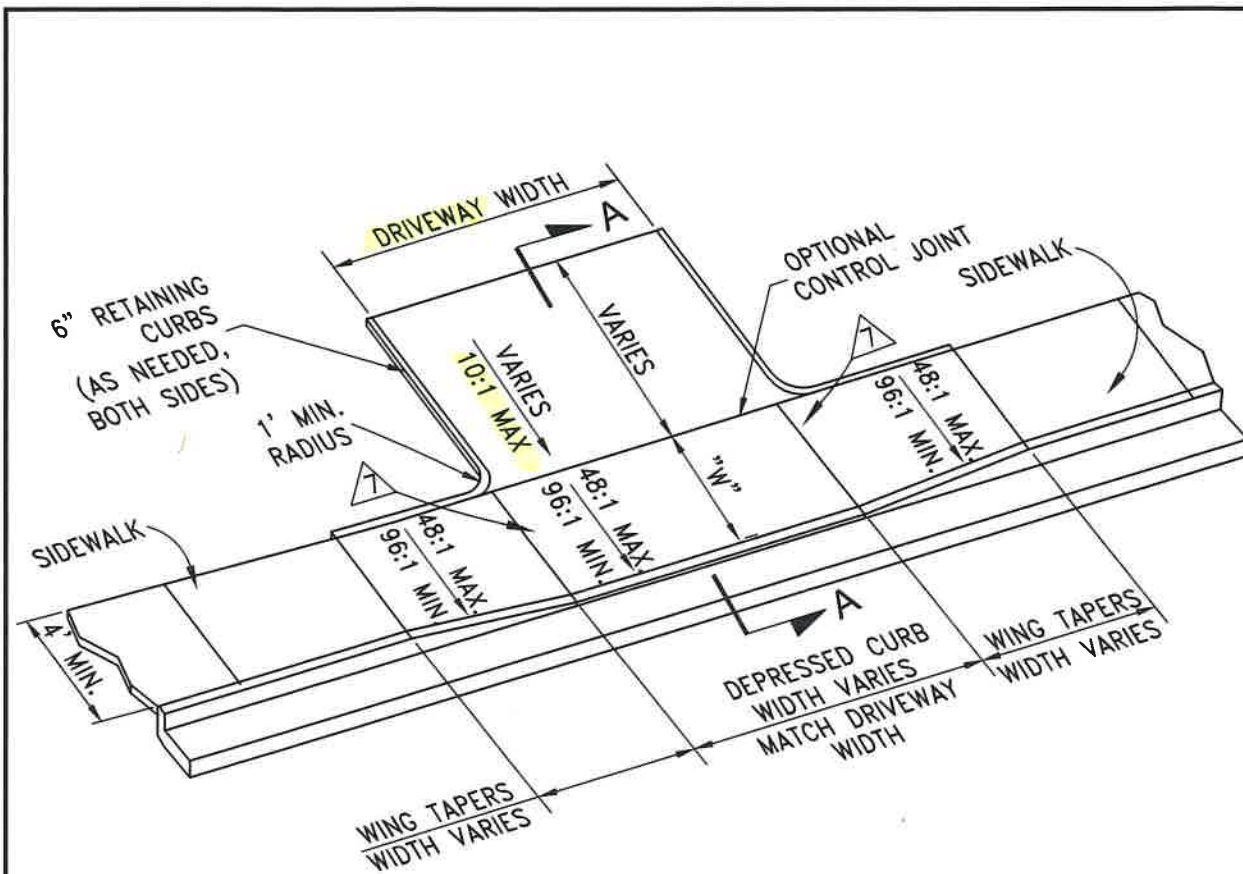 DRIVEWAY WIDTH
A
OPTIONAL
CONTROL JOINT
SIDEWALK
6" RETAINING
CURBS
(AS NEEDED,
BOTH SIDES)
1' MIN.
RADIUS
VARIES
10:1 MAX
VARIES
7
48:1 MAX.
96:1 MIN.
7
"W"
48:1 MAX.
96:1 MIN.
SIDEWALK
48:1 MAX.
96:1 MIN
4'
MIN.
A
DEPRESSED CURB
WIDTH VARIES
MATCH DRIVEWAY
WIDTH
WING TAPERS
WIDTH VARIES
WING TAPERS
WIDTH VARIES